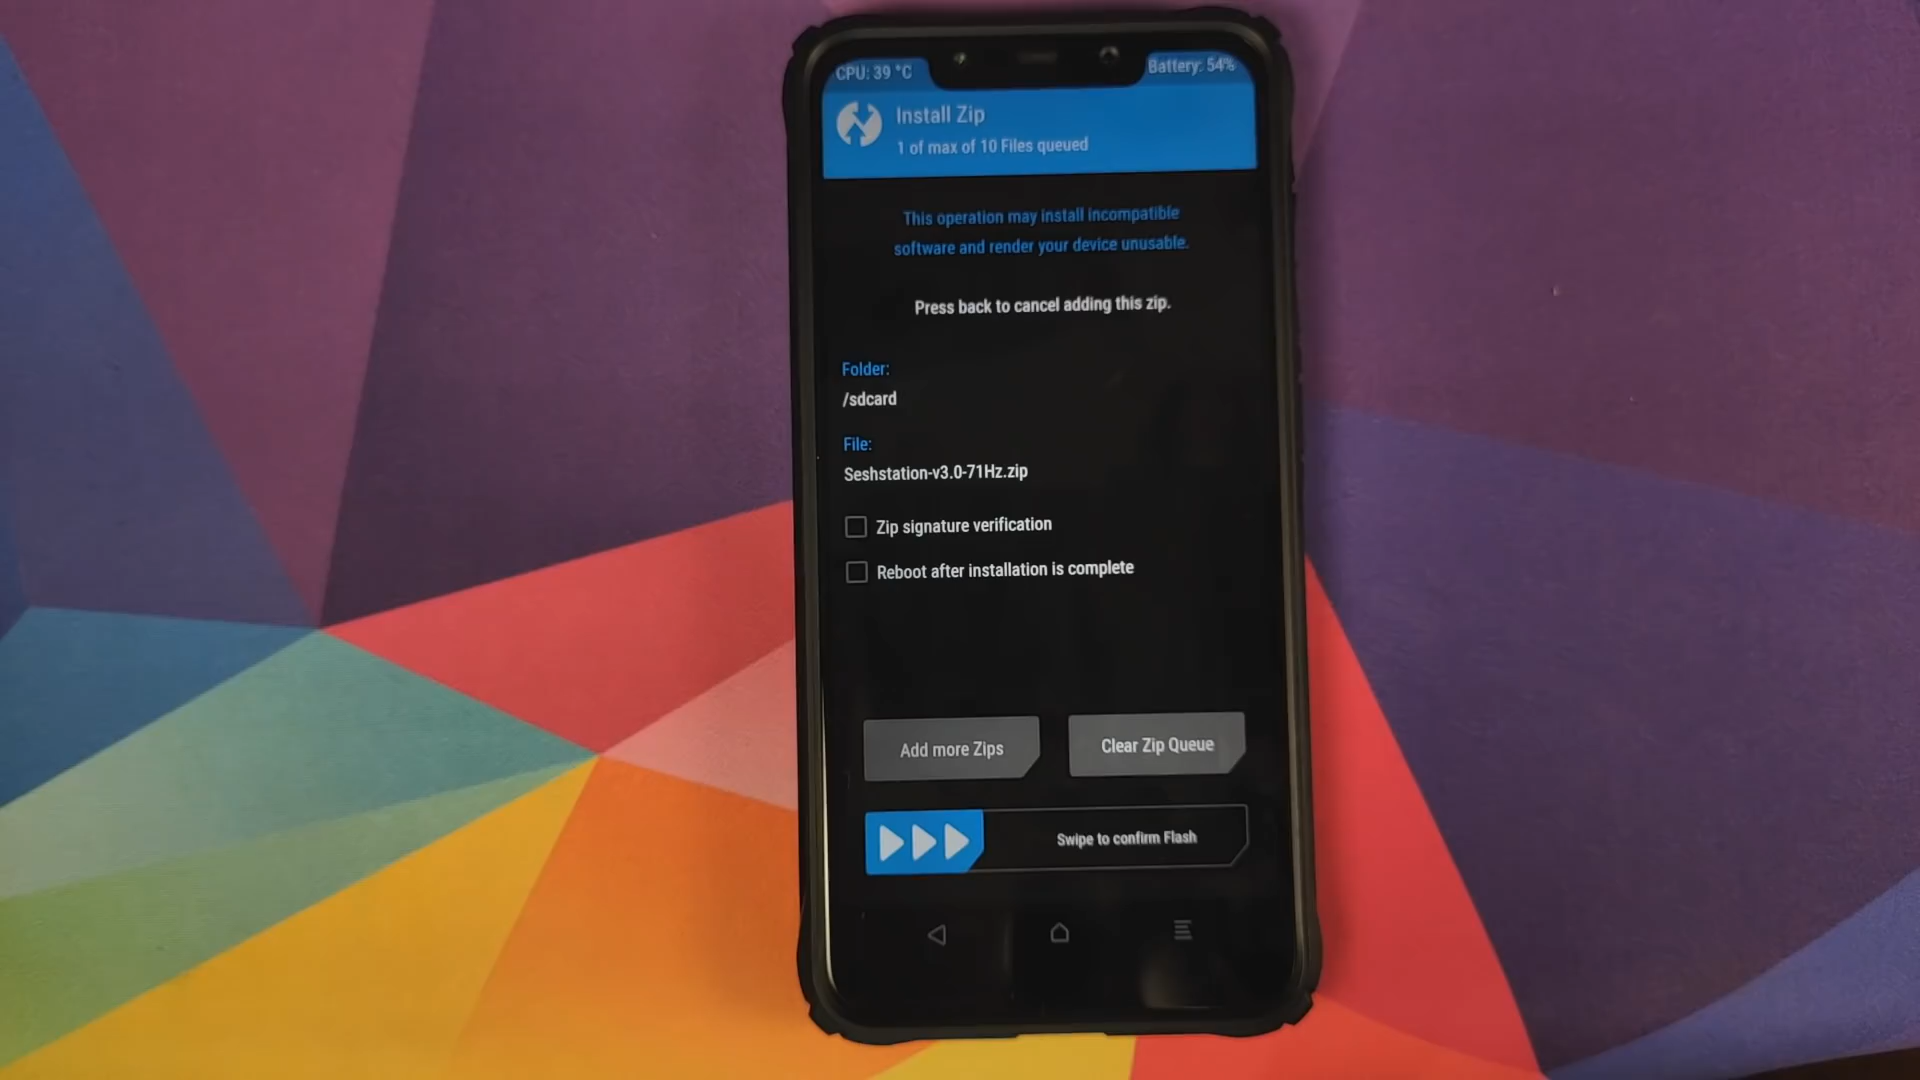 CPU: 39 °C
Battery: 54%
Install Zip
1 of max of 10 Files queued
This operation may install incompatible
software and render your device unusable.
Press back to cancel adding this zip.
Folder:
/sdcard
File:
Seshstation-v3.0-71Hz.zip
Zip signature verification
Reboot after installation is complete
Add more Zips
Clear Zip Queue
Swipe to confirm Flash